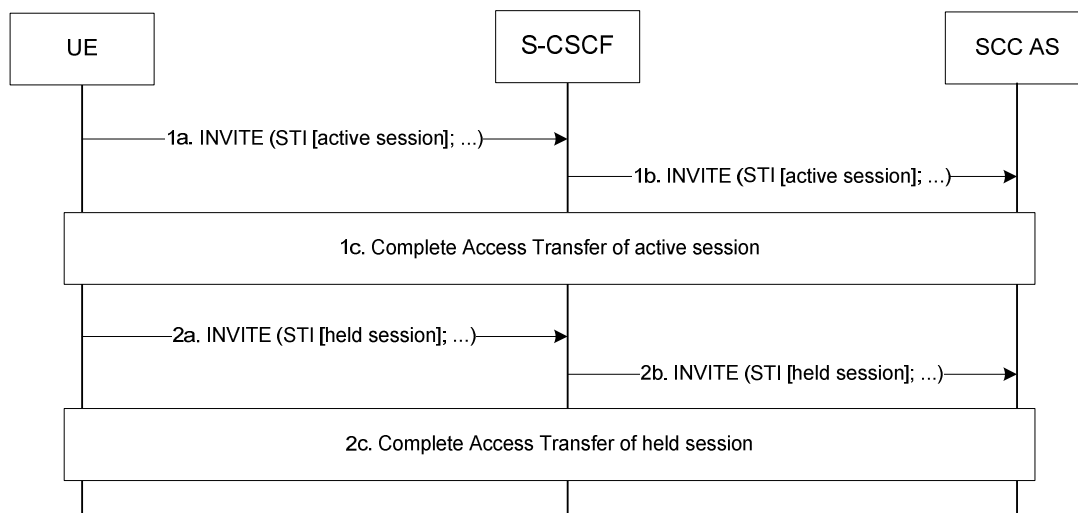 UE
S-CSCF
SCC AS
1a. INVITE (STI [active session]; ...)
1b. INVITE (STI [active session]; ...)
1c. Complete Access Transfer of active session
2a. INVITE (STI [held session]; ...)
2b. INVITE (STI [held session]; ...)
2c. Complete Access Transfer of held session